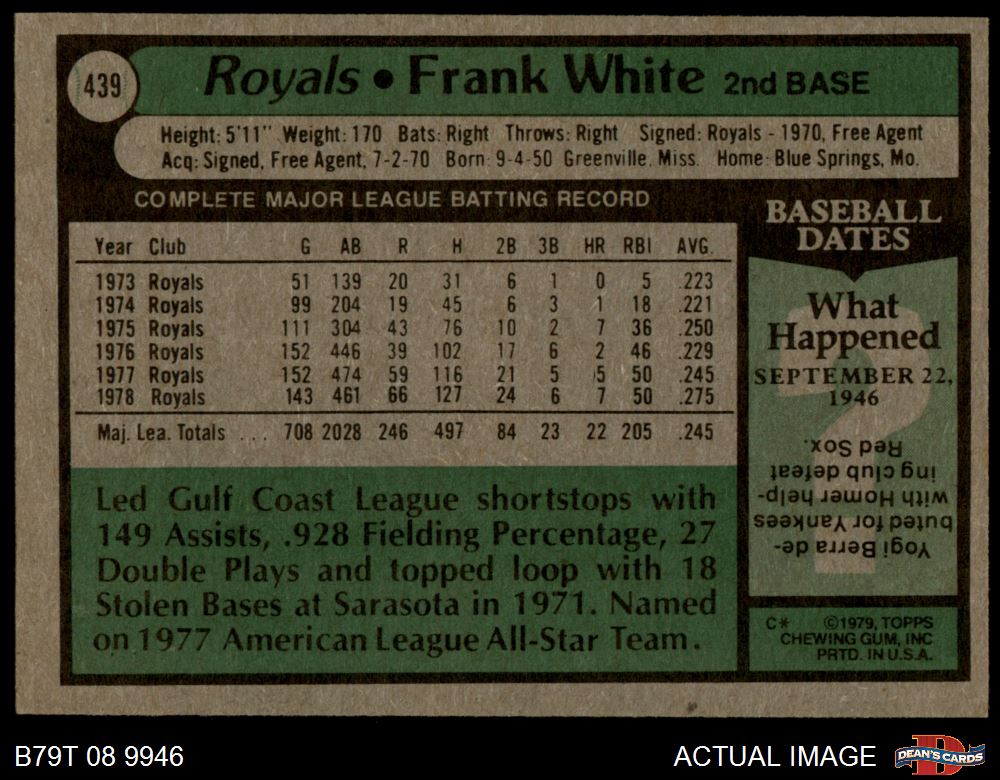 439
Royals • Frank White 2nd BASE
Height: 5'11" Weight: 170 Bats: Right Throws: Right Signed: Royals - 1970, Free Agent
Acq: Signed, Free Agent, 7-2-70 Born: 9-4-50 Greenville, Miss. Home: Blue Springs, Mo.
COMPLETE MAJOR LEAGUE BATTING RECORD
Year Club G AB R H 2B 3B HR RBI AVG.
1973 Royals 51 139 20 31 6 1 0 5 .223
1974 Royals 99 204 19 45 6 3 1 18 .221
1975 Royals 111 304 43 76 10 2 7 36 .250
1976 Royals 152 446 39 102 17 6 2 46 .229
1977 Royals 152 474 59 116 21 5 5 50 .245
1978 Royals 143 461 66 127 24 6 7 50 .275
Maj. Lea. Totals ... 708 2028 246 497 84 23 22 205 .245
Led Gulf Coast League shortstops with
149 Assists, .928 Fielding Percentage, 27
Double Plays and topped loop with 18
Stolen Bases at Sarasota in 1971. Named
on 1977 American League All-Star Team.
BASEBALL
DATES
What
Happened
SEPTEMBER 22,
1946
Yogi Berra de-
buted for Yankees
with Homer help-
ing club defeat
Red Sox.
C* ©1979, TOPPS
CHEWING GUM, INC
PRTD. IN U.S.A.
B79T 08 9946
ACTUAL IMAGE
DEAN'S CARDS